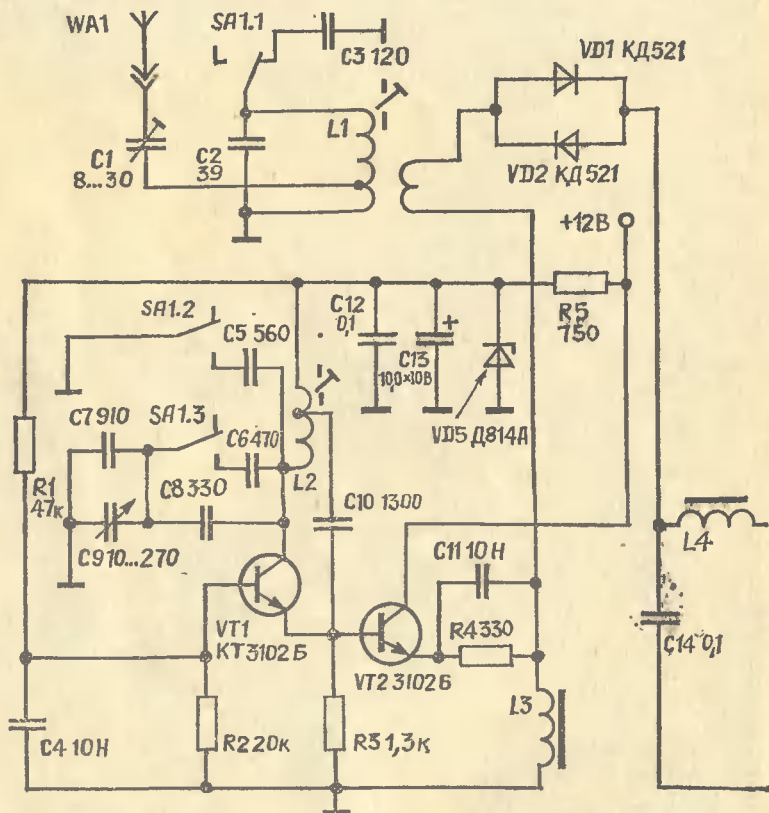 WA1
SA1.1
C3 120
VD1 КД521
L1
C1
8...30
C2
39
VD2 КД521
+12В
SA1.2
C5 560
C12
0,1
C13
10,0×10В
R5
750
VD5 Д814А
C7 910
SA1.3
C6 470
L2
R1
47к
C8 330
C9 10...270
C10 1300
C11 10Н
L4
VT1
КТ3102Б
R4 330
C14 0,1
VT2 3102Б
L3
C4 10Н
R2 20к
R3 1,3к